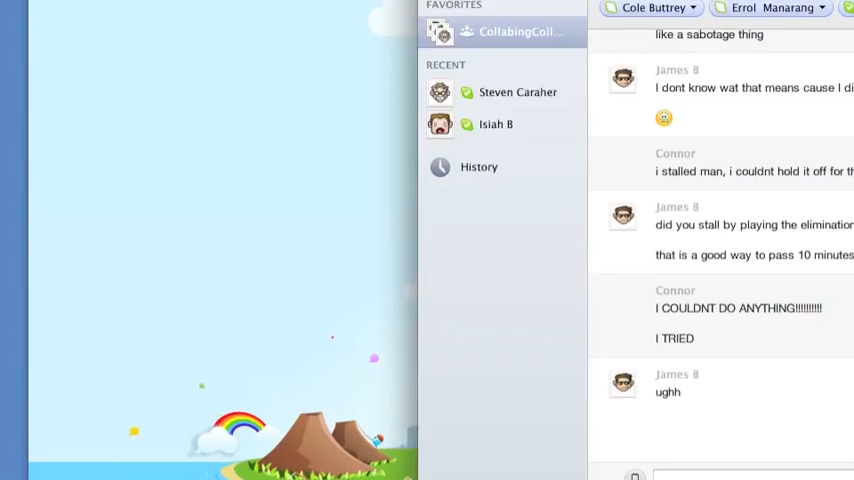 FAVORITES
CollabingColl...
RECENT
Steven Caraher
Isiah B
History
Cole Buttrey
Errol Manarang
like a sabotage thing
James B
I dont know wat that means cause I di
Connor
i stalled man, i couldnt hold it off for th
James B
did you stall by playing the elimination
that is a good way to pass 10 minutes
Connor
I COULDNT DO ANYTHING!!!!!!!!!!
I TRIED
James B
ughh